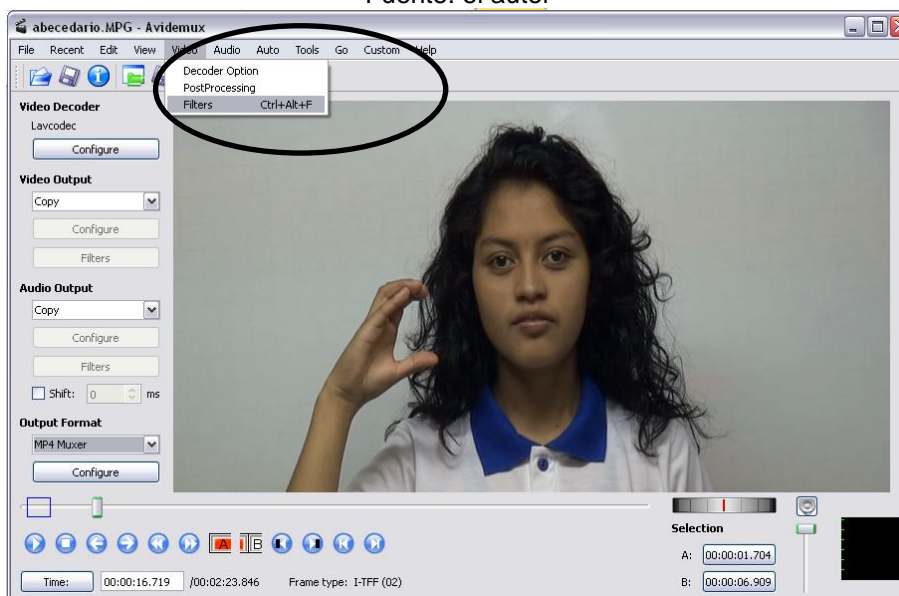 abecedario.MPG - Avidemux
File Recent Edit View Video Audio Auto Tools Go Custom Help
Decoder Option
PostProcessing
Filters Ctrl+Alt+F
Video Decoder
Lavcodec
Configure
Video Output
Copy
Configure
Filters
Audio Output
Copy
Configure
Filters
Shift: 0 ms
Output Format
MP4 Muxer
Configure
A B
Selection
A: 00:00:01.704
B: 00:00:06.909
Time: 00:00:16.719 /00:02:23.846 Frame type: I-TFF (02)